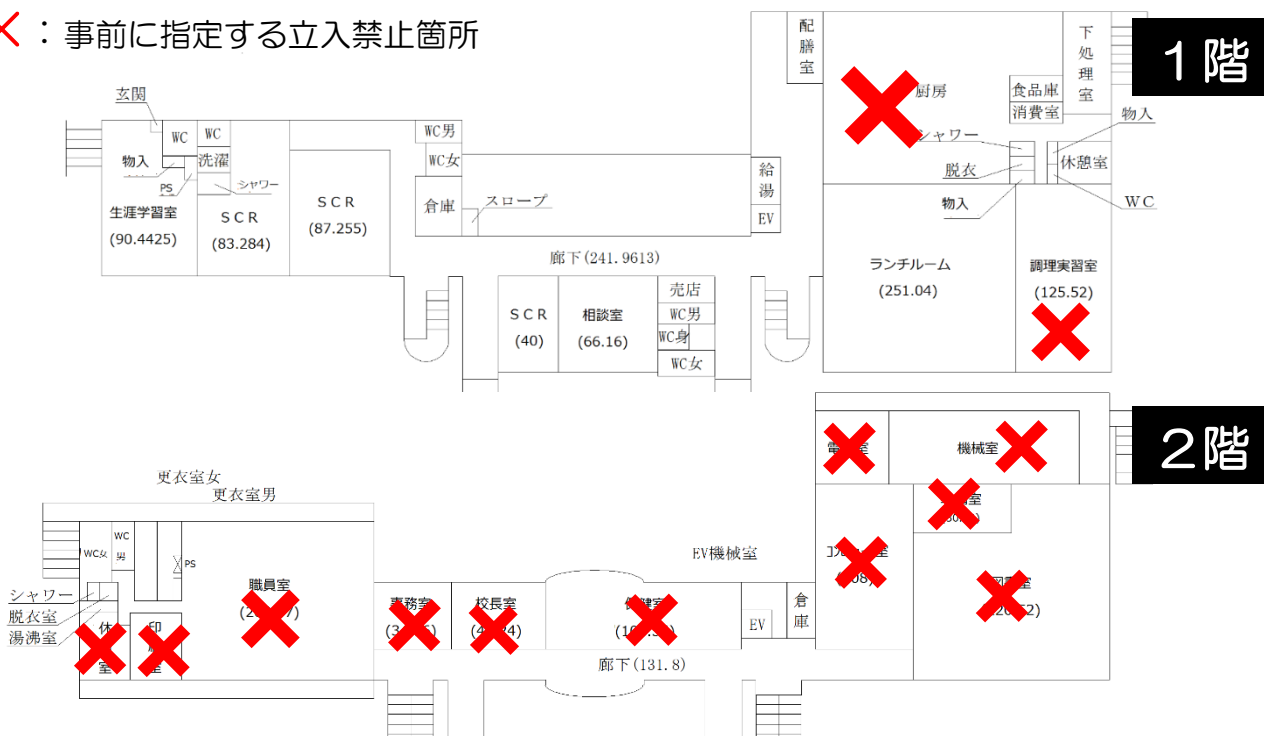 ：事前に指定する立入禁止箇所
1階
配膳室
下処理室
厨房
食品庫
消費室
物入
シャワー
脱衣
休憩室
物入
WC
玄関
WC
WC
物入
洗濯
PS
シャワー
生涯学習室
(90.4425)
SCR
(83.284)
SCR
(87.255)
WC男
WC女
倉庫
スロープ
給湯
EV
廊下(241.9613)
ランチルーム
(251.04)
調理実習室
(125.52)
SCR
(40)
相談室
(66.16)
売店
WC男
WC身
WC女
2階
機械室
更衣室女
更衣室男
WC女
WC男
PS
シャワー
脱衣室
湯沸室
職員室
校長室
EV機械室
EV
倉庫
廊下(131.8)